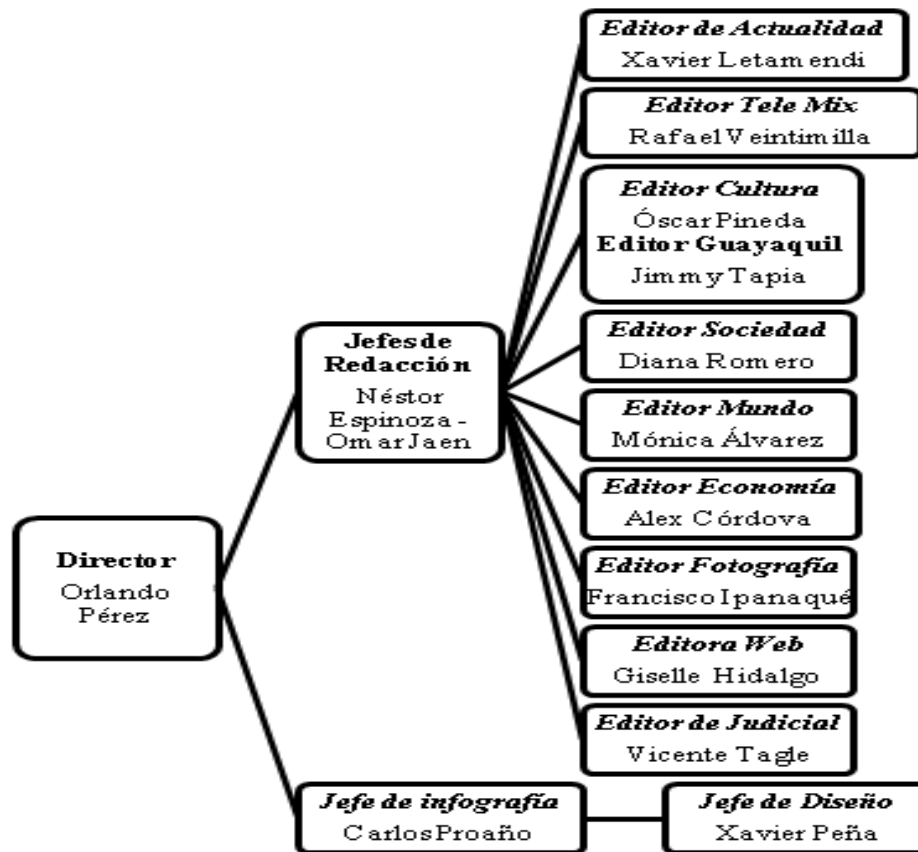 Editor de Actualidad
Xavier Letamendi
Editor Tele Mix
Rafael Veintimilla
Editor Cultura
Óscar Pineda
Editor Guayaquil
Jimmy Tapia
Jefes de
Redacción
Néstor
Espinoza -
Omar Jaen
Editor Sociedad
Diana Romero
Editor Mundo
Mónica Álvarez
Editor Economía
Alex Córdova
Director
Orlando
Pérez
Editor Fotografía
Francisco Ipanaqué
Editora Web
Giselle Hidalgo
Editor de Judicial
Vicente Tagle
Jefe de infografía
Carlos Proaño
Jefe de Diseño
Xavier Peña